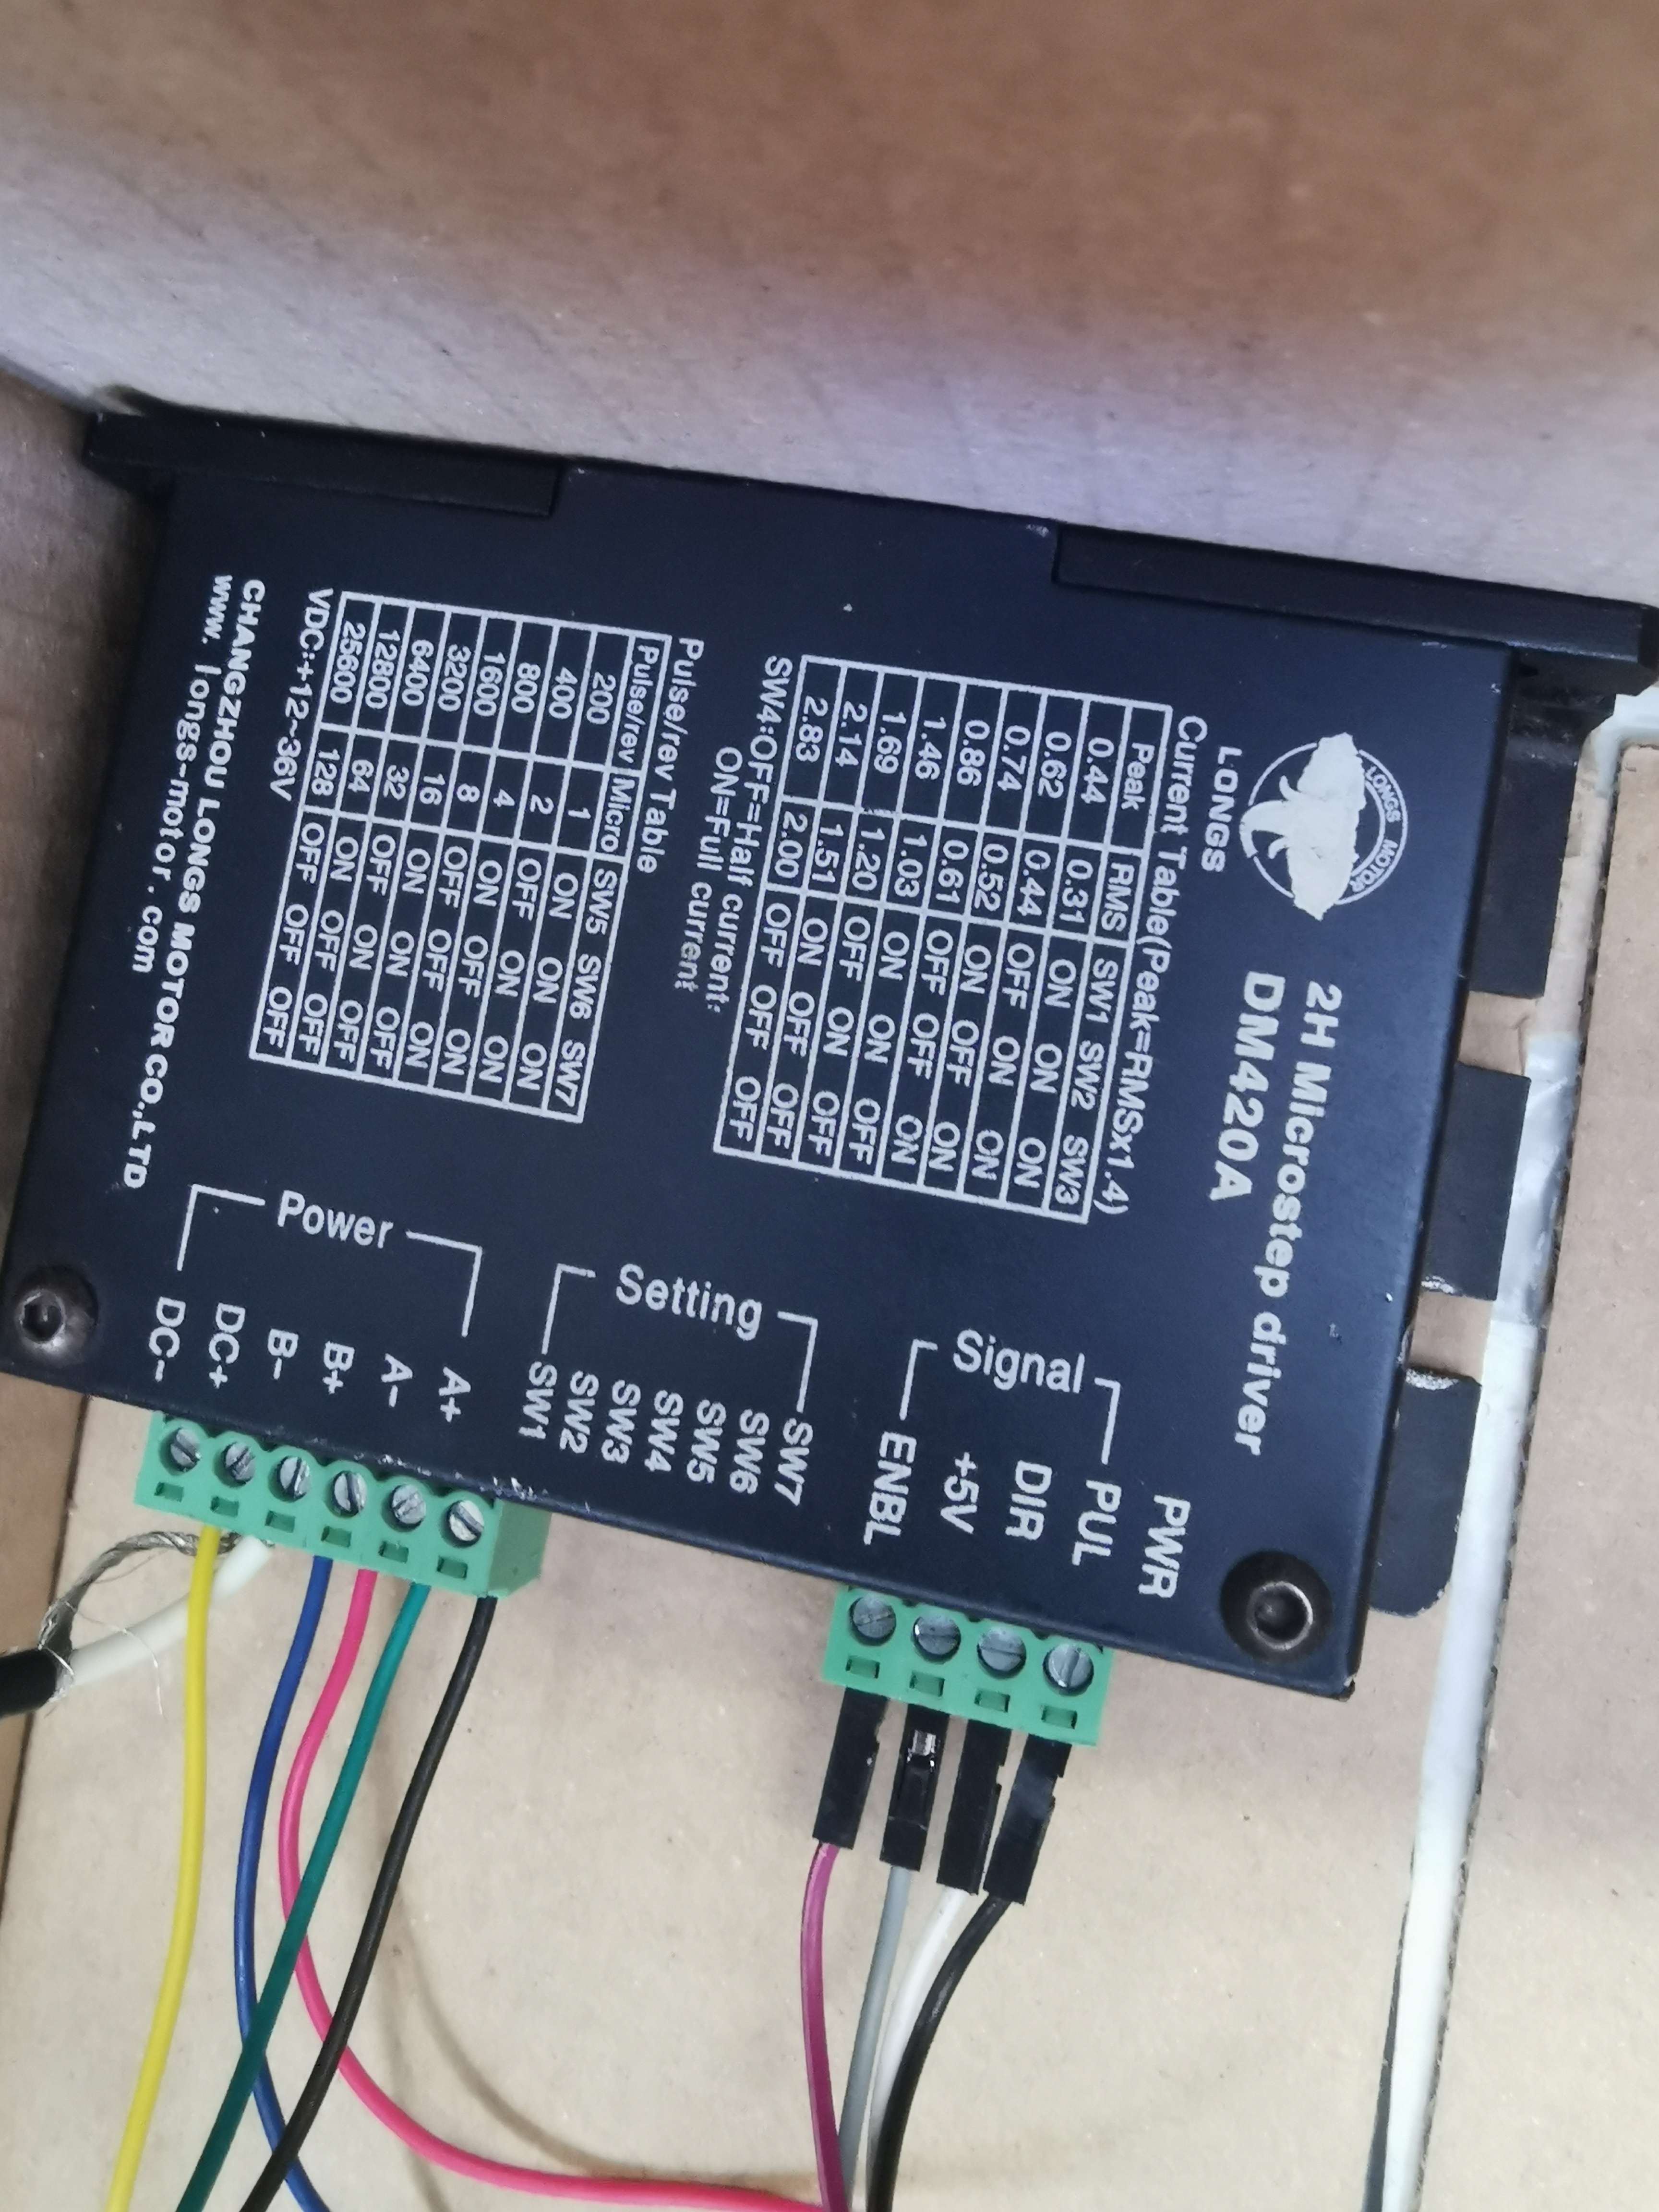 LONGS MOTOR
LONGS
2H Microstep driver
DM420A
Current Table(Peak=RMSx1.4)
Peak RMS SW1 SW2 SW3
0.44 0.31 ON ON ON
0.62 0.44 OFF ON ON
0.74 0.52 ON OFF ON
0.86 0.61 OFF OFF ON
1.46 1.03 ON ON OFF
1.69 1.20 OFF ON OFF
2.14 1.51 ON OFF OFF
2.83 2.00 OFF OFF OFF
SW4:OFF=Half current:
ON=Full current
Pulse/rev Table
Pulse/rev Micro SW5 SW6 SW7
200 1 ON ON ON
400 2 OFF ON ON
800 4 ON OFF ON
1600 8 OFF OFF ON
3200 16 ON ON OFF
6400 32 OFF ON OFF
12800 64 ON OFF OFF
25600 128 OFF OFF OFF
VDC:+12~36V
CHANGZHOU LONGS MOTOR CO.,LTD
www.longs-motor.com
PWR
Signal
PUL
DIR
+5V
ENBL
Setting
SW7
SW6
SW5
SW4
SW3
SW2
SW1
Power
A+
A-
B+
B-
DC+
DC-